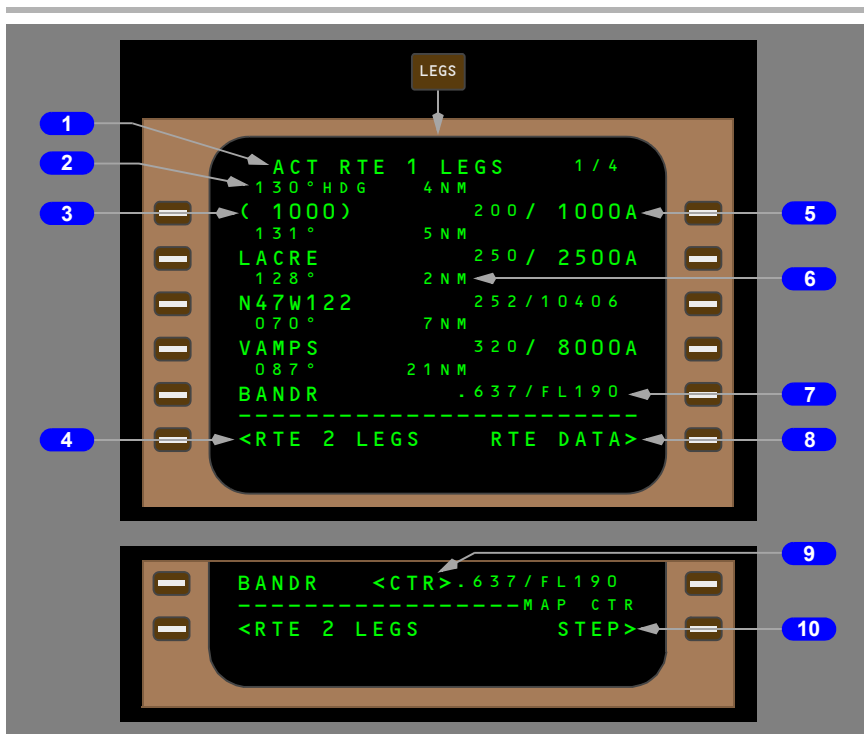 LEGS
1
ACT RTE 1 LEGS 1/4
2
130°HDG 4NM
3
( 1000) 200/ 1000A
5
131° 5NM
LACRE 250/ 2500A
128° 2NM
6
N47W122 252/10406
070° 7NM
VAMPS 320/ 8000A
087° 21NM
BANDR .637/FL190
7
4
<RTE 2 LEGS RTE DATA>
8
9
BANDR <CTR>.637/FL190
MAP CTR
<RTE 2 LEGS STEP>
10